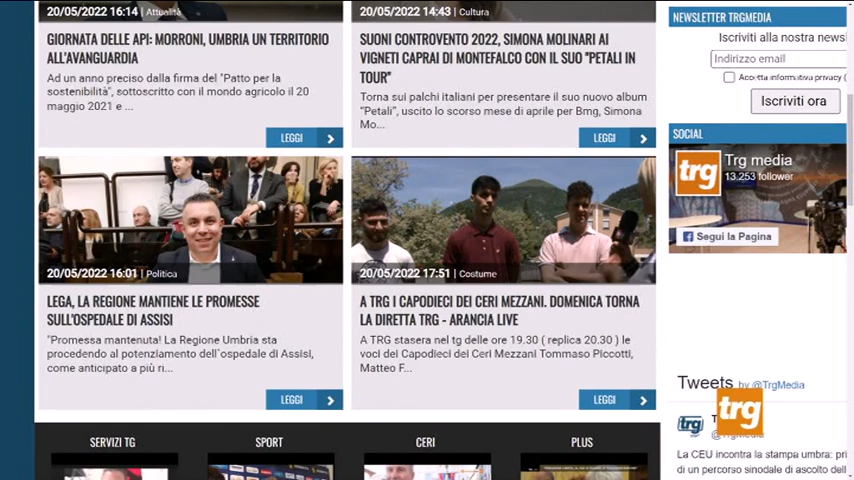 20/05/2022 16:14 | Attualità
GIORNATA DELLE API: MORRONI, UMBRIA UN TERRITORIO
ALL'AVANGUARDIA
Ad un anno preciso dalla firma del "Patto per la
sostenibilità", sottoscritto con il mondo agricolo il 20
maggio 2021 e ...
LEGGI
20/05/2022 14:43 | Cultura
SUONI CONTROVENTO 2022, SIMONA MOLINARI AI
VIGNETI CAPRAI DI MONTEFALCO CON IL SUO "PETALI IN
TOUR"
Torna sui palchi italiani per presentare il suo nuovo album
"Petali", uscito lo scorso mese di aprile per Bmg, Simona
Mo...
LEGGI
20/05/2022 16:01 | Politica
LEGA, LA REGIONE MANTIENE LE PROMESSE
SULL'OSPEDALE DI ASSISI
"Promessa mantenuta! La Regione Umbria sta
procedendo al potenziamento dell`ospedale di Assisi,
come anticipato a più ri...
LEGGI
20/05/2022 17:51 | Costume
A TRG I CAPODIECI DEI CERI MEZZANI. DOMENICA TORNA
LA DIRETTA TRG - ARANCIA LIVE
A TRG stasera nel tg delle ore 19.30 ( replica 20.30 ) le
voci dei Capodieci dei Ceri Mezzani Tommaso Piccotti,
Matteo F...
LEGGI
NEWSLETTER TRGMEDIA
Iscriviti alla nostra newsl
Indirizzo email
Accetta informativa privacy (
Iscriviti ora
SOCIAL
trg
Trg media
13.253 follower
Segui la Pagina
Tweets by @TrgMedia
trg
T
trg
@TrgMedia
La CEU incontra la stampa umbra: pri
di un percorso sinodale di ascolto dell
SERVIZI TG
SPORT
CERI
PLUS